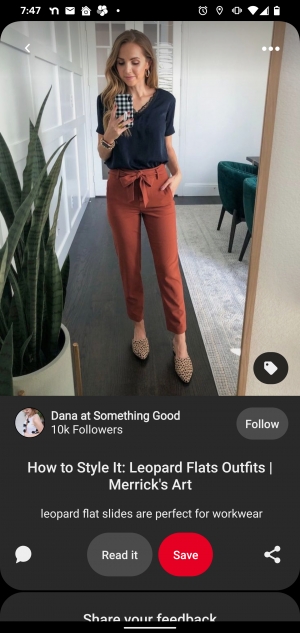 7:47
Dana at Something Good
10k Followers
Follow
How to Style It: Leopard Flats Outfits |
Merrick's Art
leopard flat slides are perfect for workwear
Read it
Save
Share your feedback